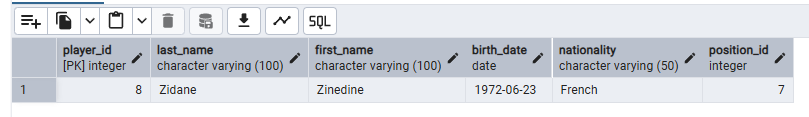 SQL
player_id last_name first_name birth_date nationality position_id
[PK] integer character varying (100) character varying (100) date character varying (50) integer
1 8 Zidane Zinedine 1972-06-23 French 7